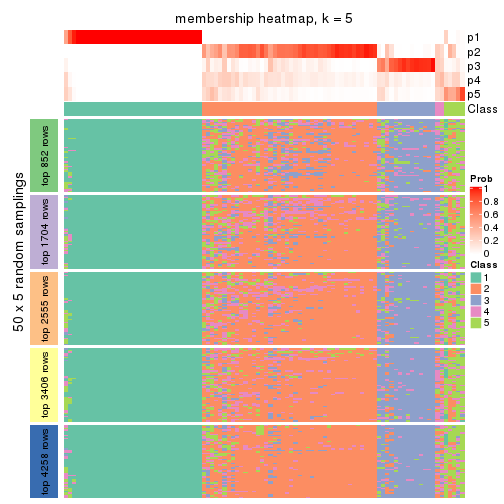 membership heatmap, k = 5
p1
p2
p3
p4
p5
Class
50 x 5 random samplings
top 852 rows
top 1704 rows
top 2555 rows
top 3406 rows
top 4258 rows
Prob
1
0.8
0.6
0.4
0.2
0
Class
1
2
3
4
5